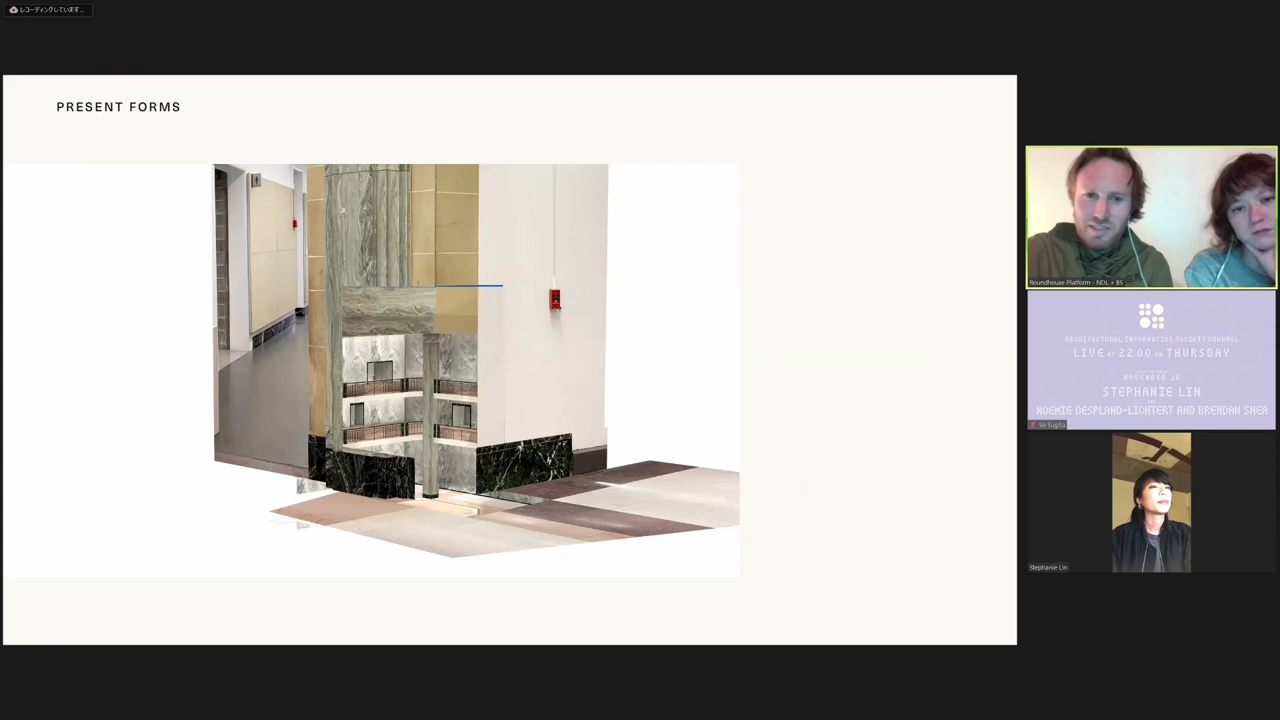 レコーディングしています...
PRESENT FORMS
Roundhouse Platform - NDL + BS
ARCHITECTURAL INFORMATICS SOCIETY CHANNEL
LIVE AT 22:00 ON THURSDAY
NOVEMBER 18
STEPHANIE LIN
AND
NOEMIE DESPLAND-LICHTERT AND BRENDAN SHEA
So Sugita
Stephanie Lin